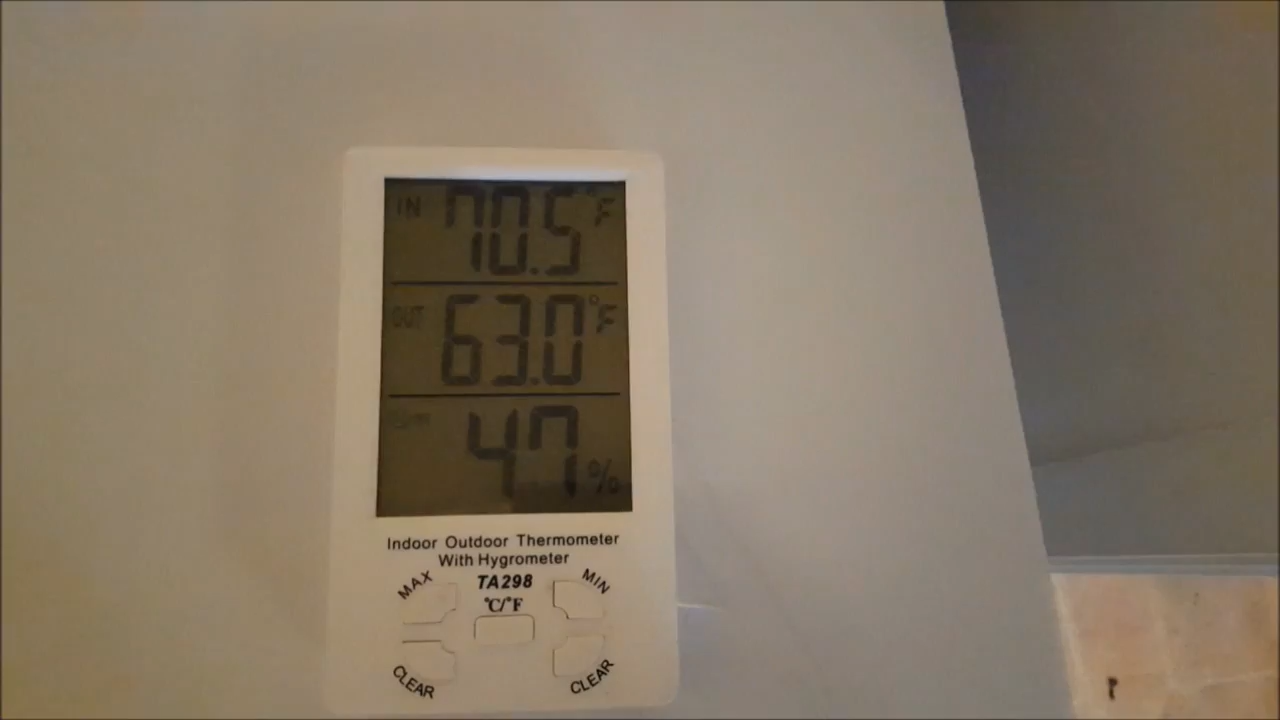 IN 70.5 °F
OUT 63.0 °F
47 %
Indoor Outdoor Thermometer
With Hygrometer
TA298
MAX MIN
°C/°F
CLEAR CLEAR